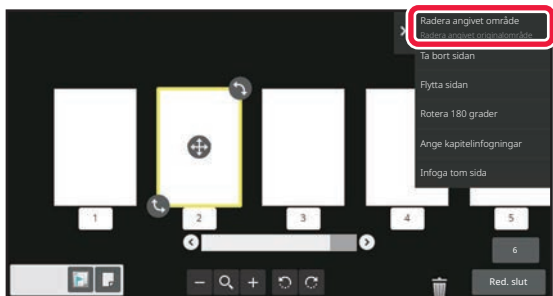 Radera angivet område
Radera angivet originalområde
Ta bort sidan
Flytta sidan
Rotera 180 grader
Ange kapitelinfogningar
Infoga tom sida
1
2
3
4
5
6
Red. slut